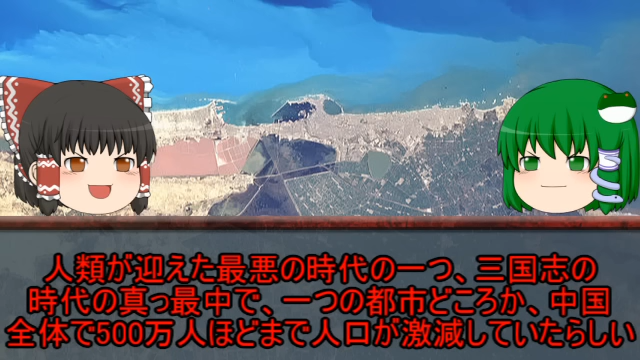 人類が迎えた最悪の時代の一つ、三国志の
時代の真っ最中で、一つの都市どころか、中国
全体で500万人ほどまで人口が激減していたらしい